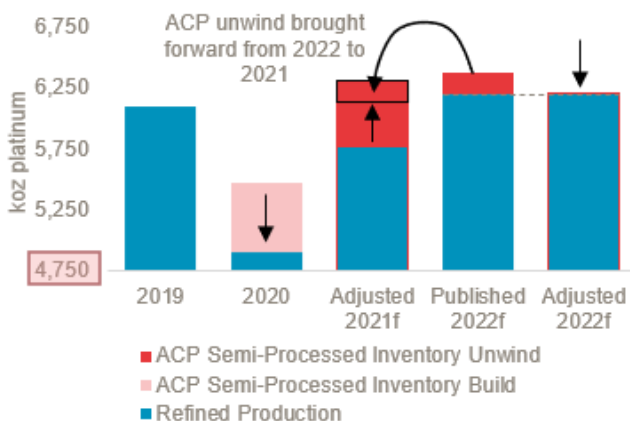 ACP unwind brought
forward from 2022 to
2021
koz platinum
6,750
6,250
5,750
5,250
4,750
2019
2020
Adjusted
2021f
Published
2022f
Adjusted
2022f
ACP Semi-Processed Inventory Unwind
ACP Semi-Processed Inventory Build
Refined Production